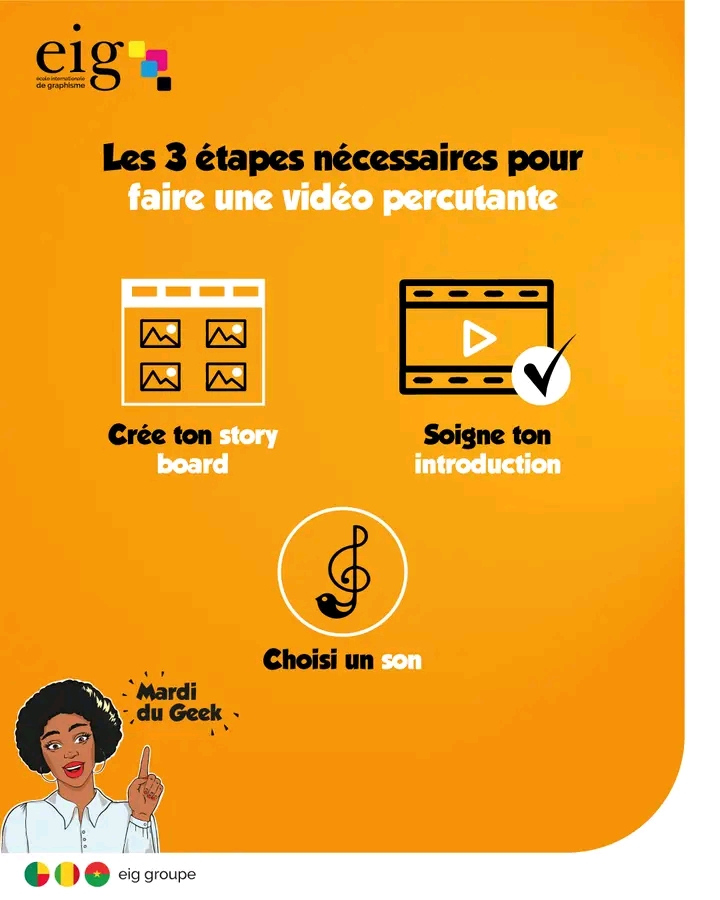 eig
école internationale
de graphisme
Les 3 étapes nécessaires pour
faire une vidéo percutante
Crée ton story
board
Soigne ton
introduction
Choisi un son
Mardi
du Geek
eig groupe